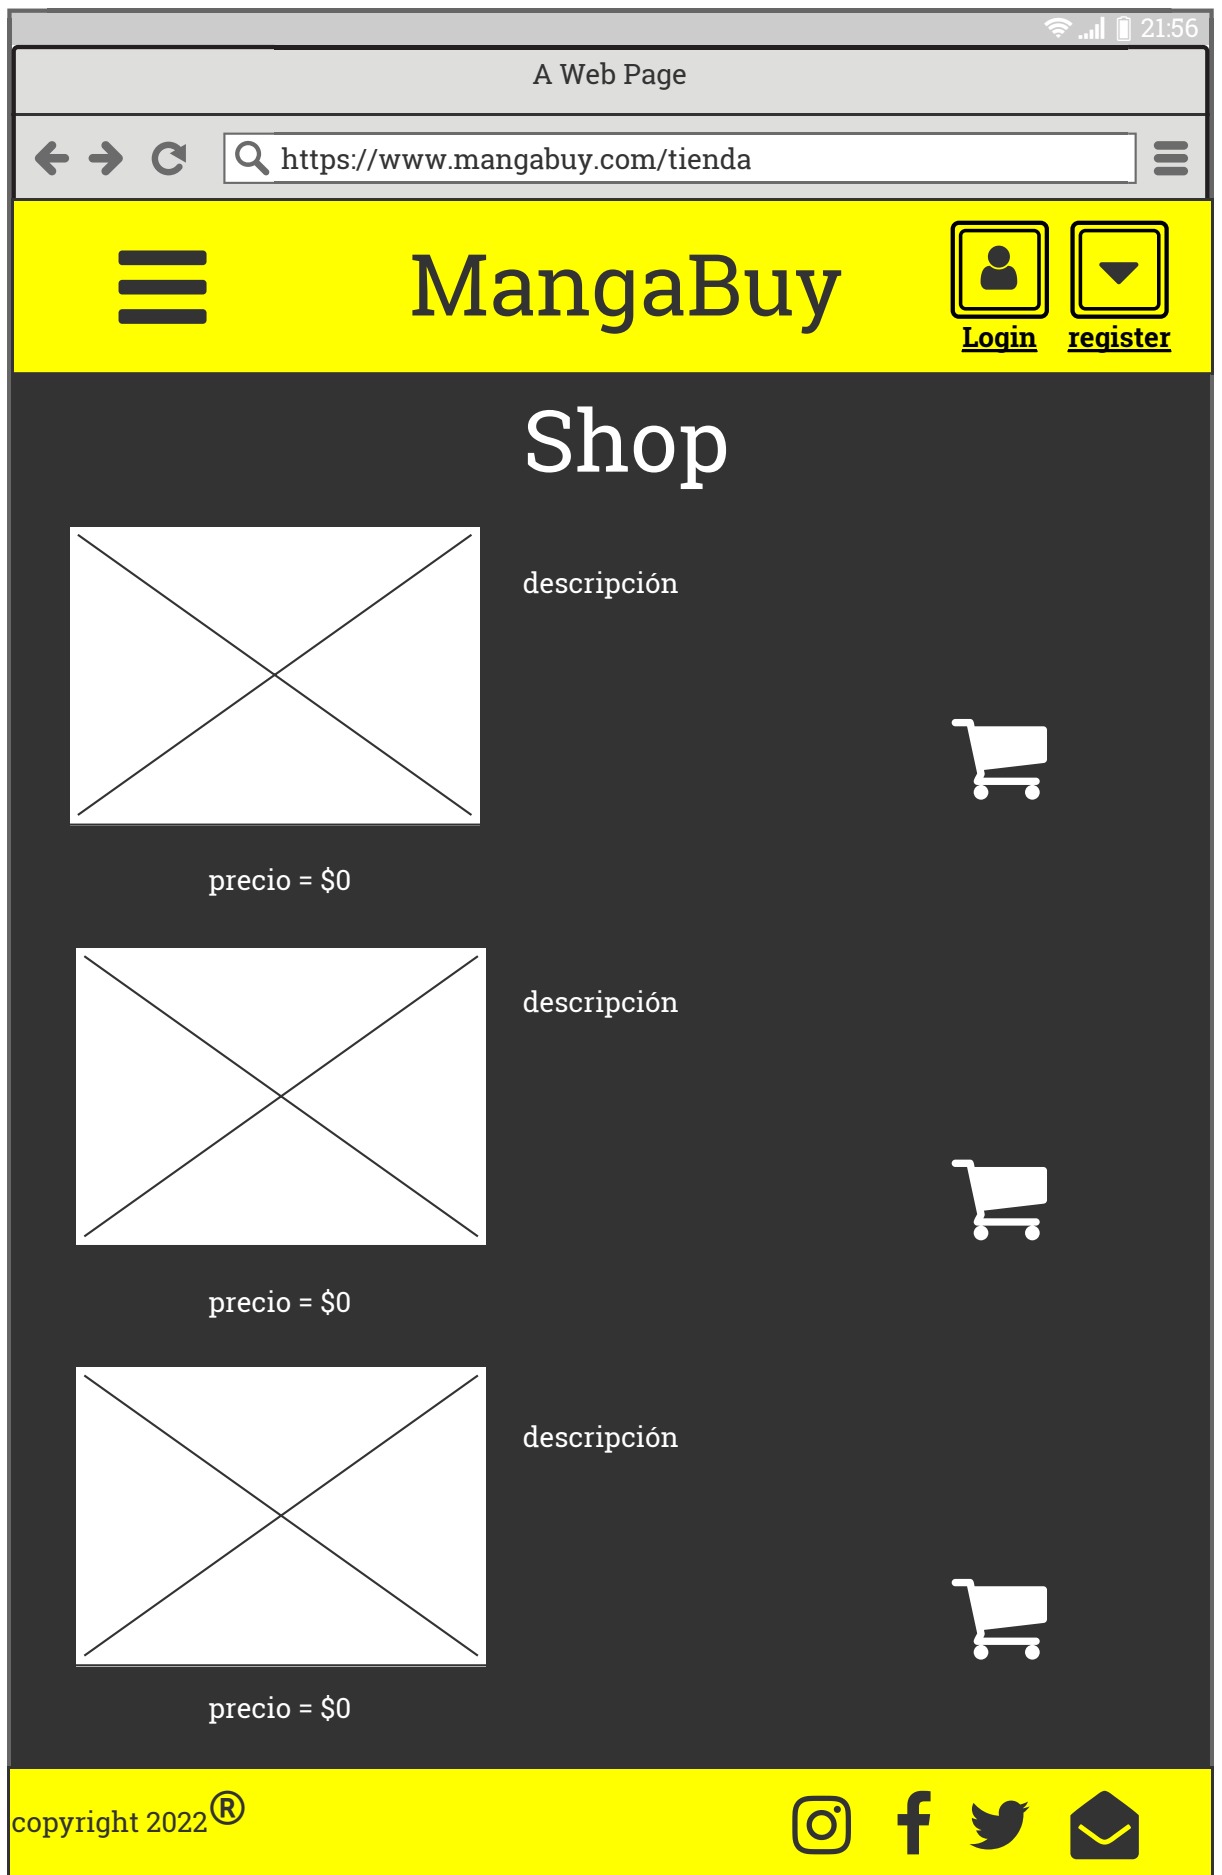 21:56
A Web Page
https://www.mangabuy.com/tienda
MangaBuy
Login
register
Shop
descripción
precio = $0
descripción
precio = $0
descripción
precio = $0
copyright 2022®